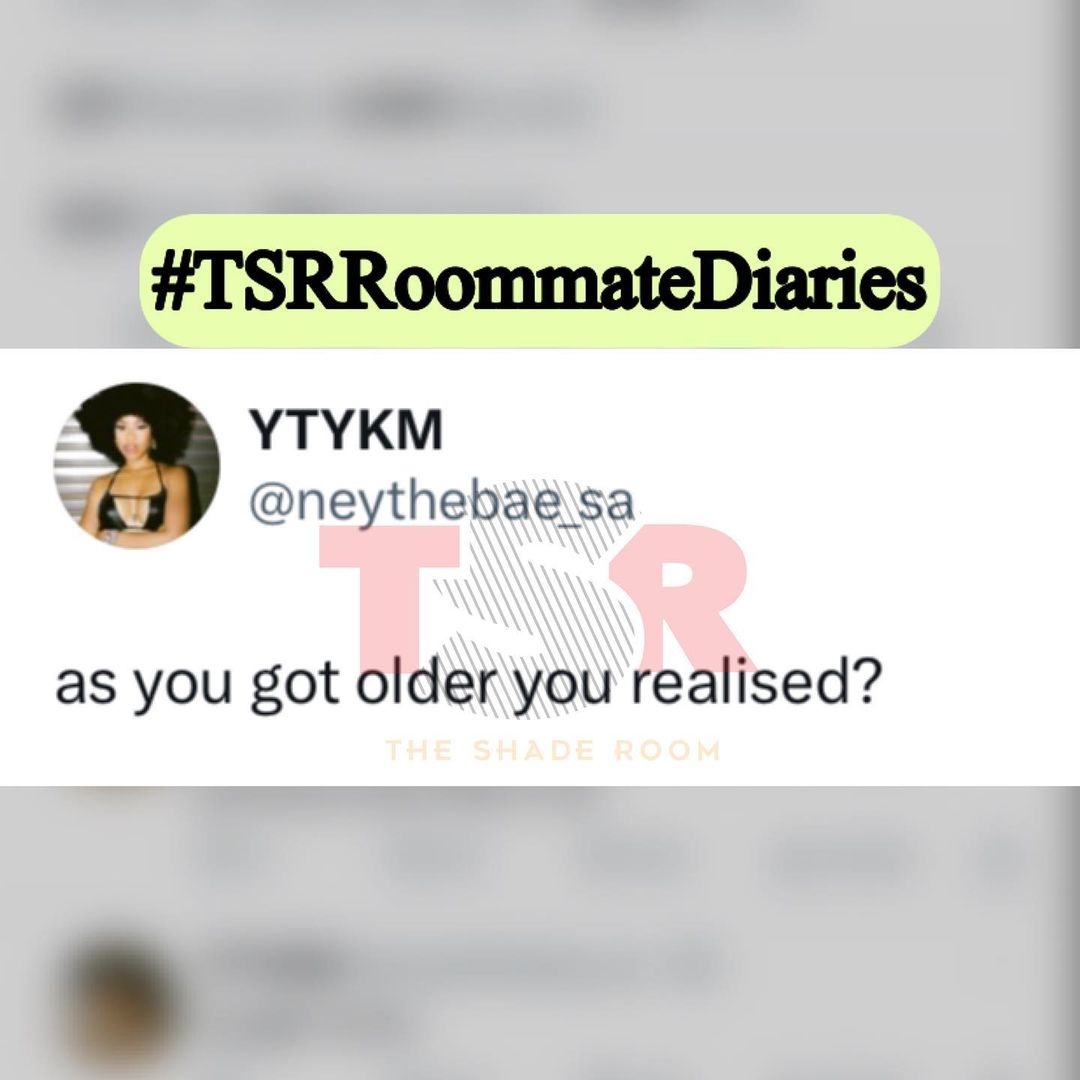 #TSRRoommateDiaries
YTYKM
@neythebae_sa
TSR
as you got older you realised?
THE SHADE ROOM